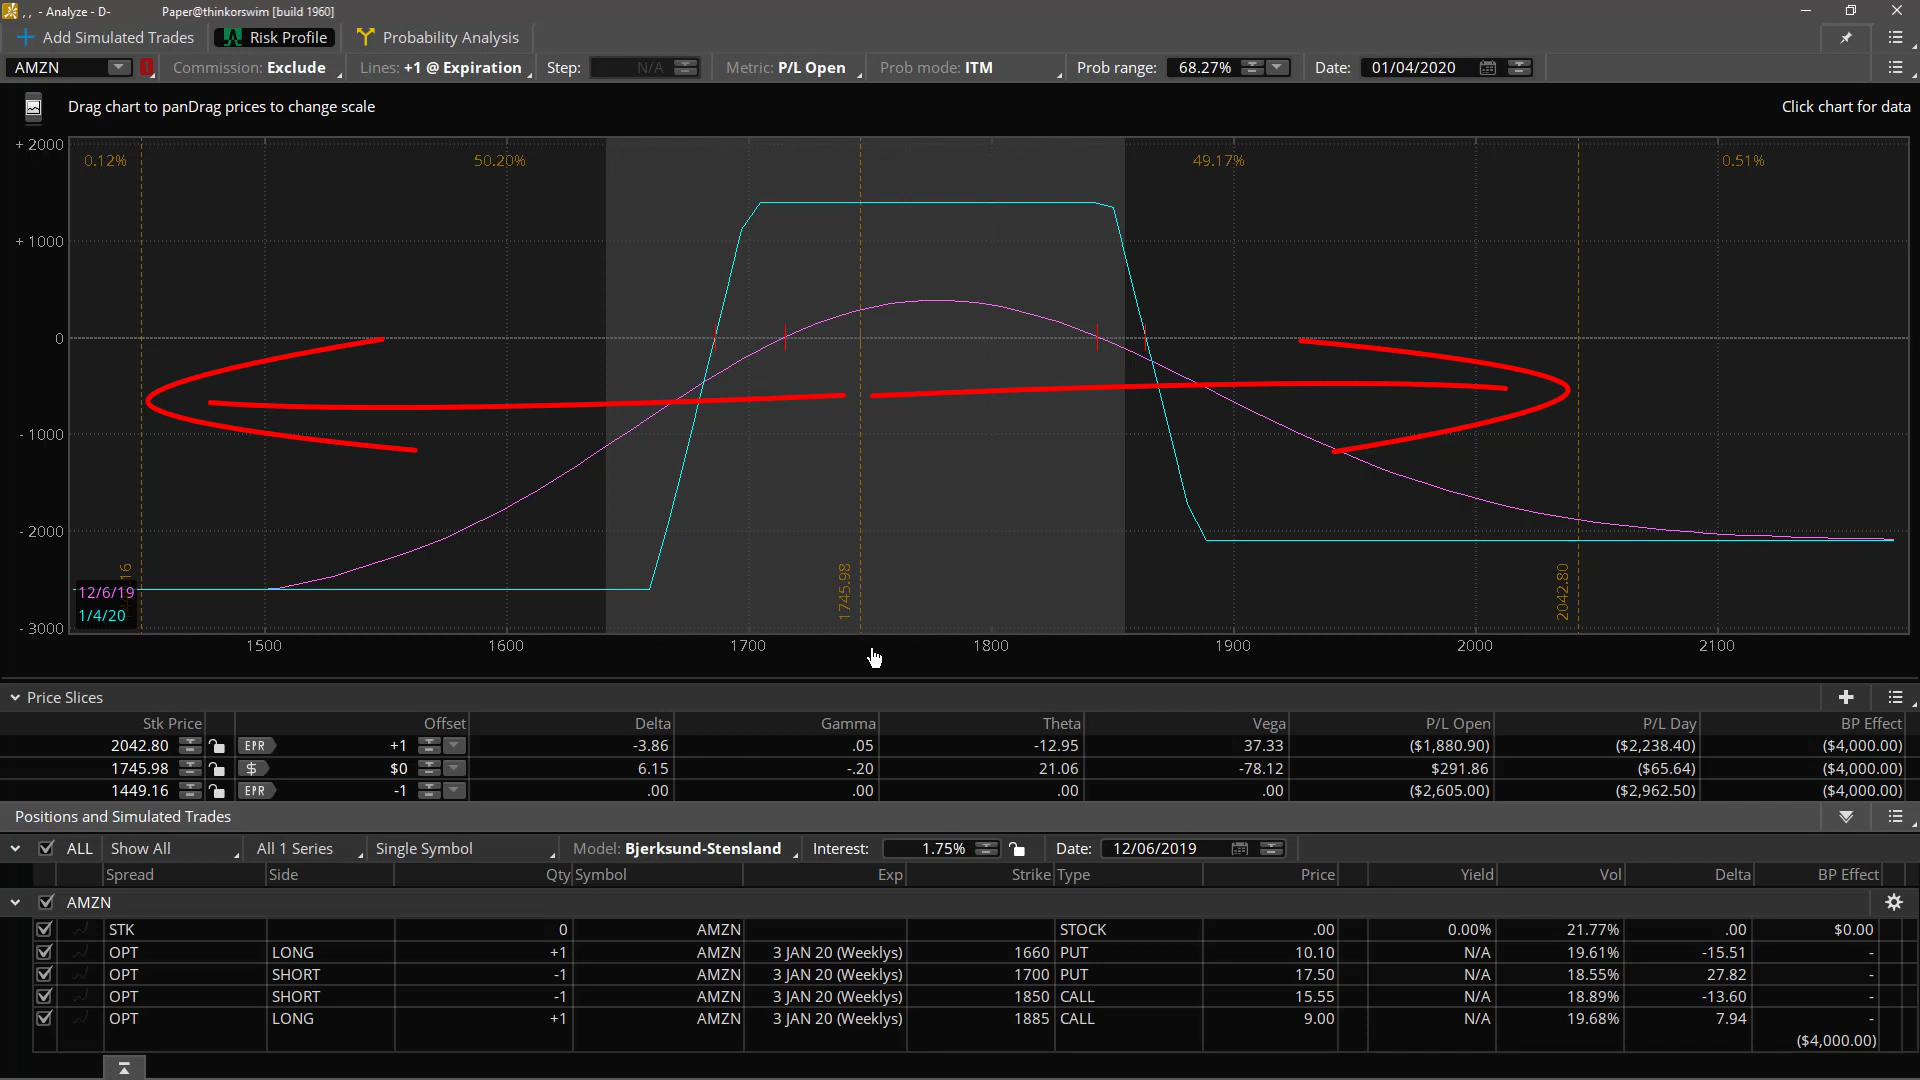 ,, - Analyze - D- Paper@thinkorswim [build 1960]
Add Simulated Trades Risk Profile Probability Analysis
AMZN 1 Commission: Exclude Lines: +1 @ Expiration Step: N/A Metric: P/L Open Prob mode: ITM Prob range: 68.27% Date: 01/04/2020
Drag chart to panDrag prices to change scale Click chart for data
+ 2000
0.12% 50.20% 49.17% 0.51%
+ 1000
0
- 1000
- 2000
16 1745.98 2042.80
12/6/19
1/4/20
- 3000
1500 1600 1700 1800 1900 2000 2100
Price Slices
Stk Price Offset Delta Gamma Theta Vega P/L Open P/L Day BP Effect
2042.80 EPR +1 -3.86 .05 -12.95 37.33 ($1,880.90) ($2,238.40) ($4,000.00)
1745.98 $ $0 6.15 -.20 21.06 -78.12 $291.86 ($65.64) ($4,000.00)
1449.16 EPR -1 .00 .00 .00 .00 ($2,605.00) ($2,962.50) ($4,000.00)
Positions and Simulated Trades
ALL Show All All 1 Series Single Symbol Model: Bjerksund-Stensland Interest: 1.75% Date: 12/06/2019
Spread Side Qty Symbol Exp Strike Type Price Yield Vol Delta BP Effect
AMZN
STK 0 AMZN STOCK .00 0.00% 21.77% .00 $0.00
OPT LONG +1 AMZN 3 JAN 20 (Weeklys) 1660 PUT 10.10 N/A 19.61% -15.51 -
OPT SHORT -1 AMZN 3 JAN 20 (Weeklys) 1700 PUT 17.50 N/A 18.55% 27.82 -
OPT SHORT -1 AMZN 3 JAN 20 (Weeklys) 1850 CALL 15.55 N/A 18.89% -13.60 -
OPT LONG +1 AMZN 3 JAN 20 (Weeklys) 1885 CALL 9.00 N/A 19.68% 7.94 -
($4,000.00)